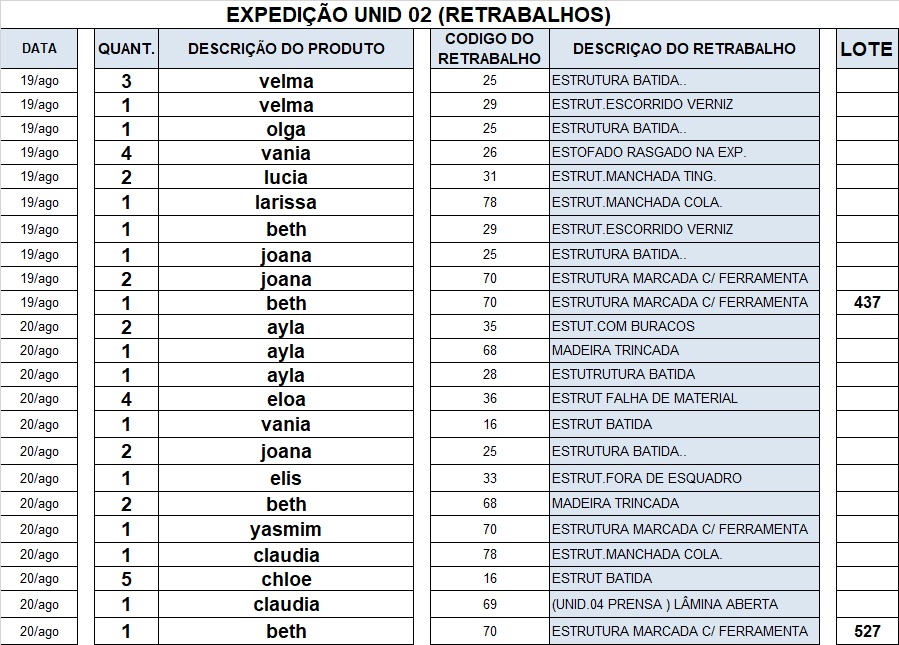 EXPEDIÇÃO UNID 02 (RETRABALHOS)
DATA QUANT. DESCRIÇÃO DO PRODUTO CODIGO DO RETRABALHO DESCRIÇAO DO RETRABALHO LOTE
19/ago 3 velma 25 ESTRUTURA BATIDA..
19/ago 1 velma 29 ESTRUT.ESCORRIDO VERNIZ
19/ago 1 olga 25 ESTRUTURA BATIDA..
19/ago 4 vania 26 ESTOFADO RASGADO NA EXP.
19/ago 2 lucia 31 ESTRUT.MANCHADA TING.
19/ago 1 larissa 78 ESTRUT.MANCHADA COLA.
19/ago 1 beth 29 ESTRUT.ESCORRIDO VERNIZ
19/ago 1 joana 25 ESTRUTURA BATIDA..
19/ago 2 joana 70 ESTRUTURA MARCADA C/ FERRAMENTA
19/ago 1 beth 70 ESTRUTURA MARCADA C/ FERRAMENTA 437
20/ago 2 ayla 35 ESTUT.COM BURACOS
20/ago 1 ayla 68 MADEIRA TRINCADA
20/ago 1 ayla 28 ESTUTRUTURA BATIDA
20/ago 4 eloa 36 ESTRUT FALHA DE MATERIAL
20/ago 1 vania 16 ESTRUT BATIDA
20/ago 2 joana 25 ESTRUTURA BATIDA..
20/ago 1 elis 33 ESTRUT.FORA DE ESQUADRO
20/ago 2 beth 68 MADEIRA TRINCADA
20/ago 1 yasmim 70 ESTRUTURA MARCADA C/ FERRAMENTA
20/ago 1 claudia 78 ESTRUT.MANCHADA COLA.
20/ago 5 chloe 16 ESTRUT BATIDA
20/ago 1 claudia 69 (UNID.04 PRENSA ) LÂMINA ABERTA
20/ago 1 beth 70 ESTRUTURA MARCADA C/ FERRAMENTA 527